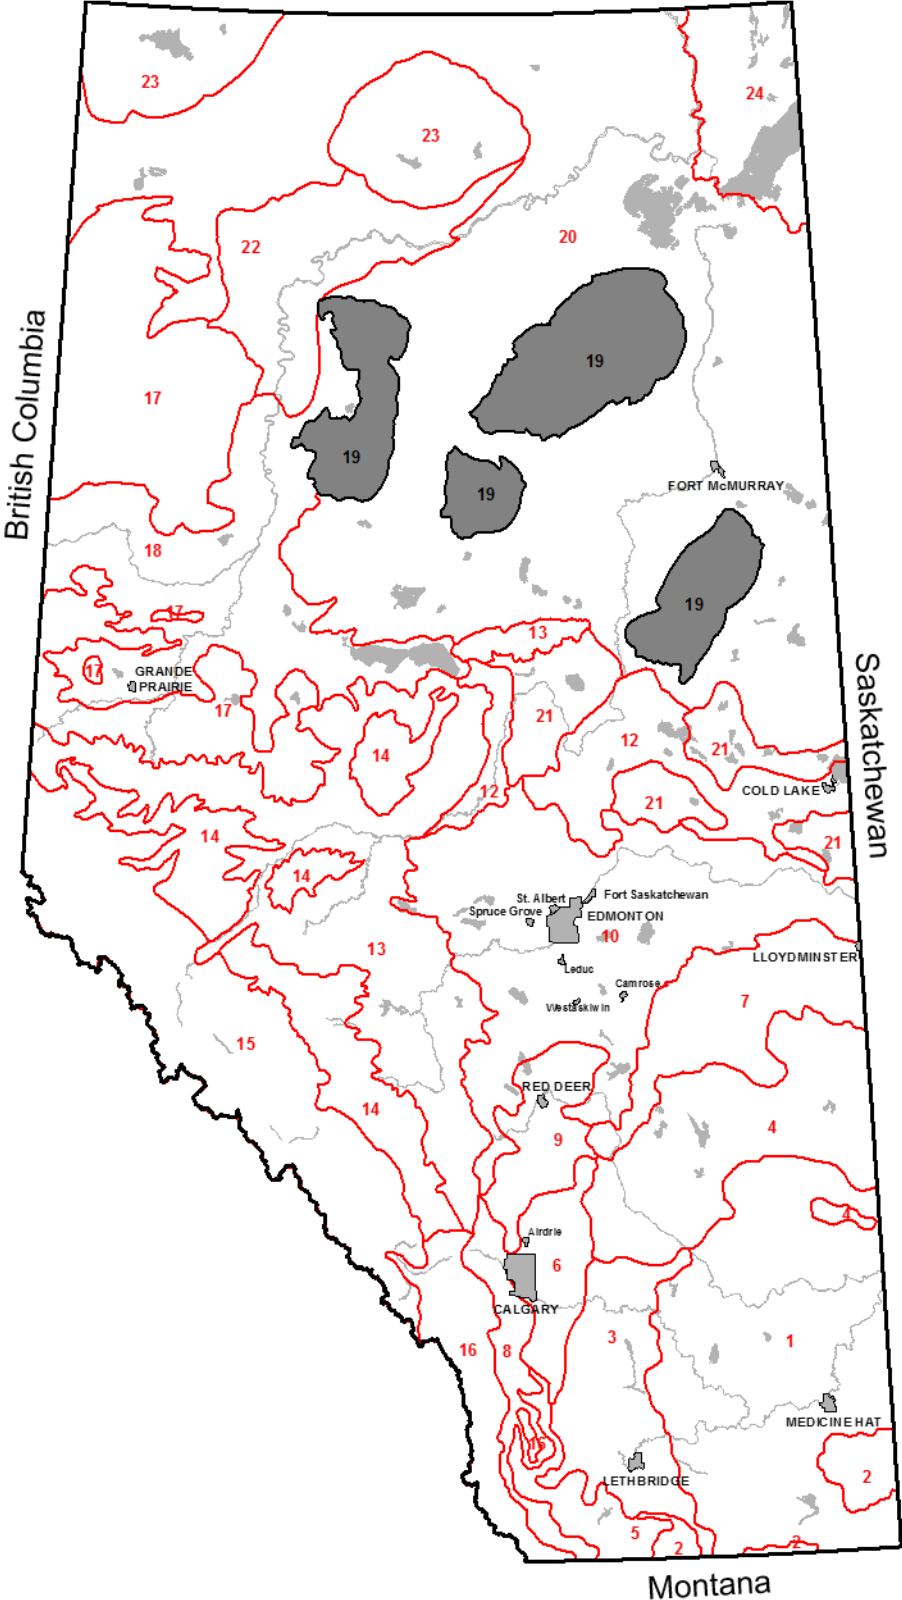 23
24
23
22
20
19
17
19
19
British Columbia
FORT McMURRAY
18
19
17
13
17
GRANDE
PRAIRIE
17
21
12
21
14
12
COLD LAKE
21
14
21
14
St. Albert
Fort Saskatchewan
Spruce Grove
EDMONTON
10
13
LLOYDMINSTER
Leduc
Camrose
Westaskiwin
7
15
RED DEER
14
4
9
4
Airdrie
6
CALGARY
3
1
16
8
MEDICINE HAT
16
LETHBRIDGE
2
5
2
2
Saskatchewan
Montana